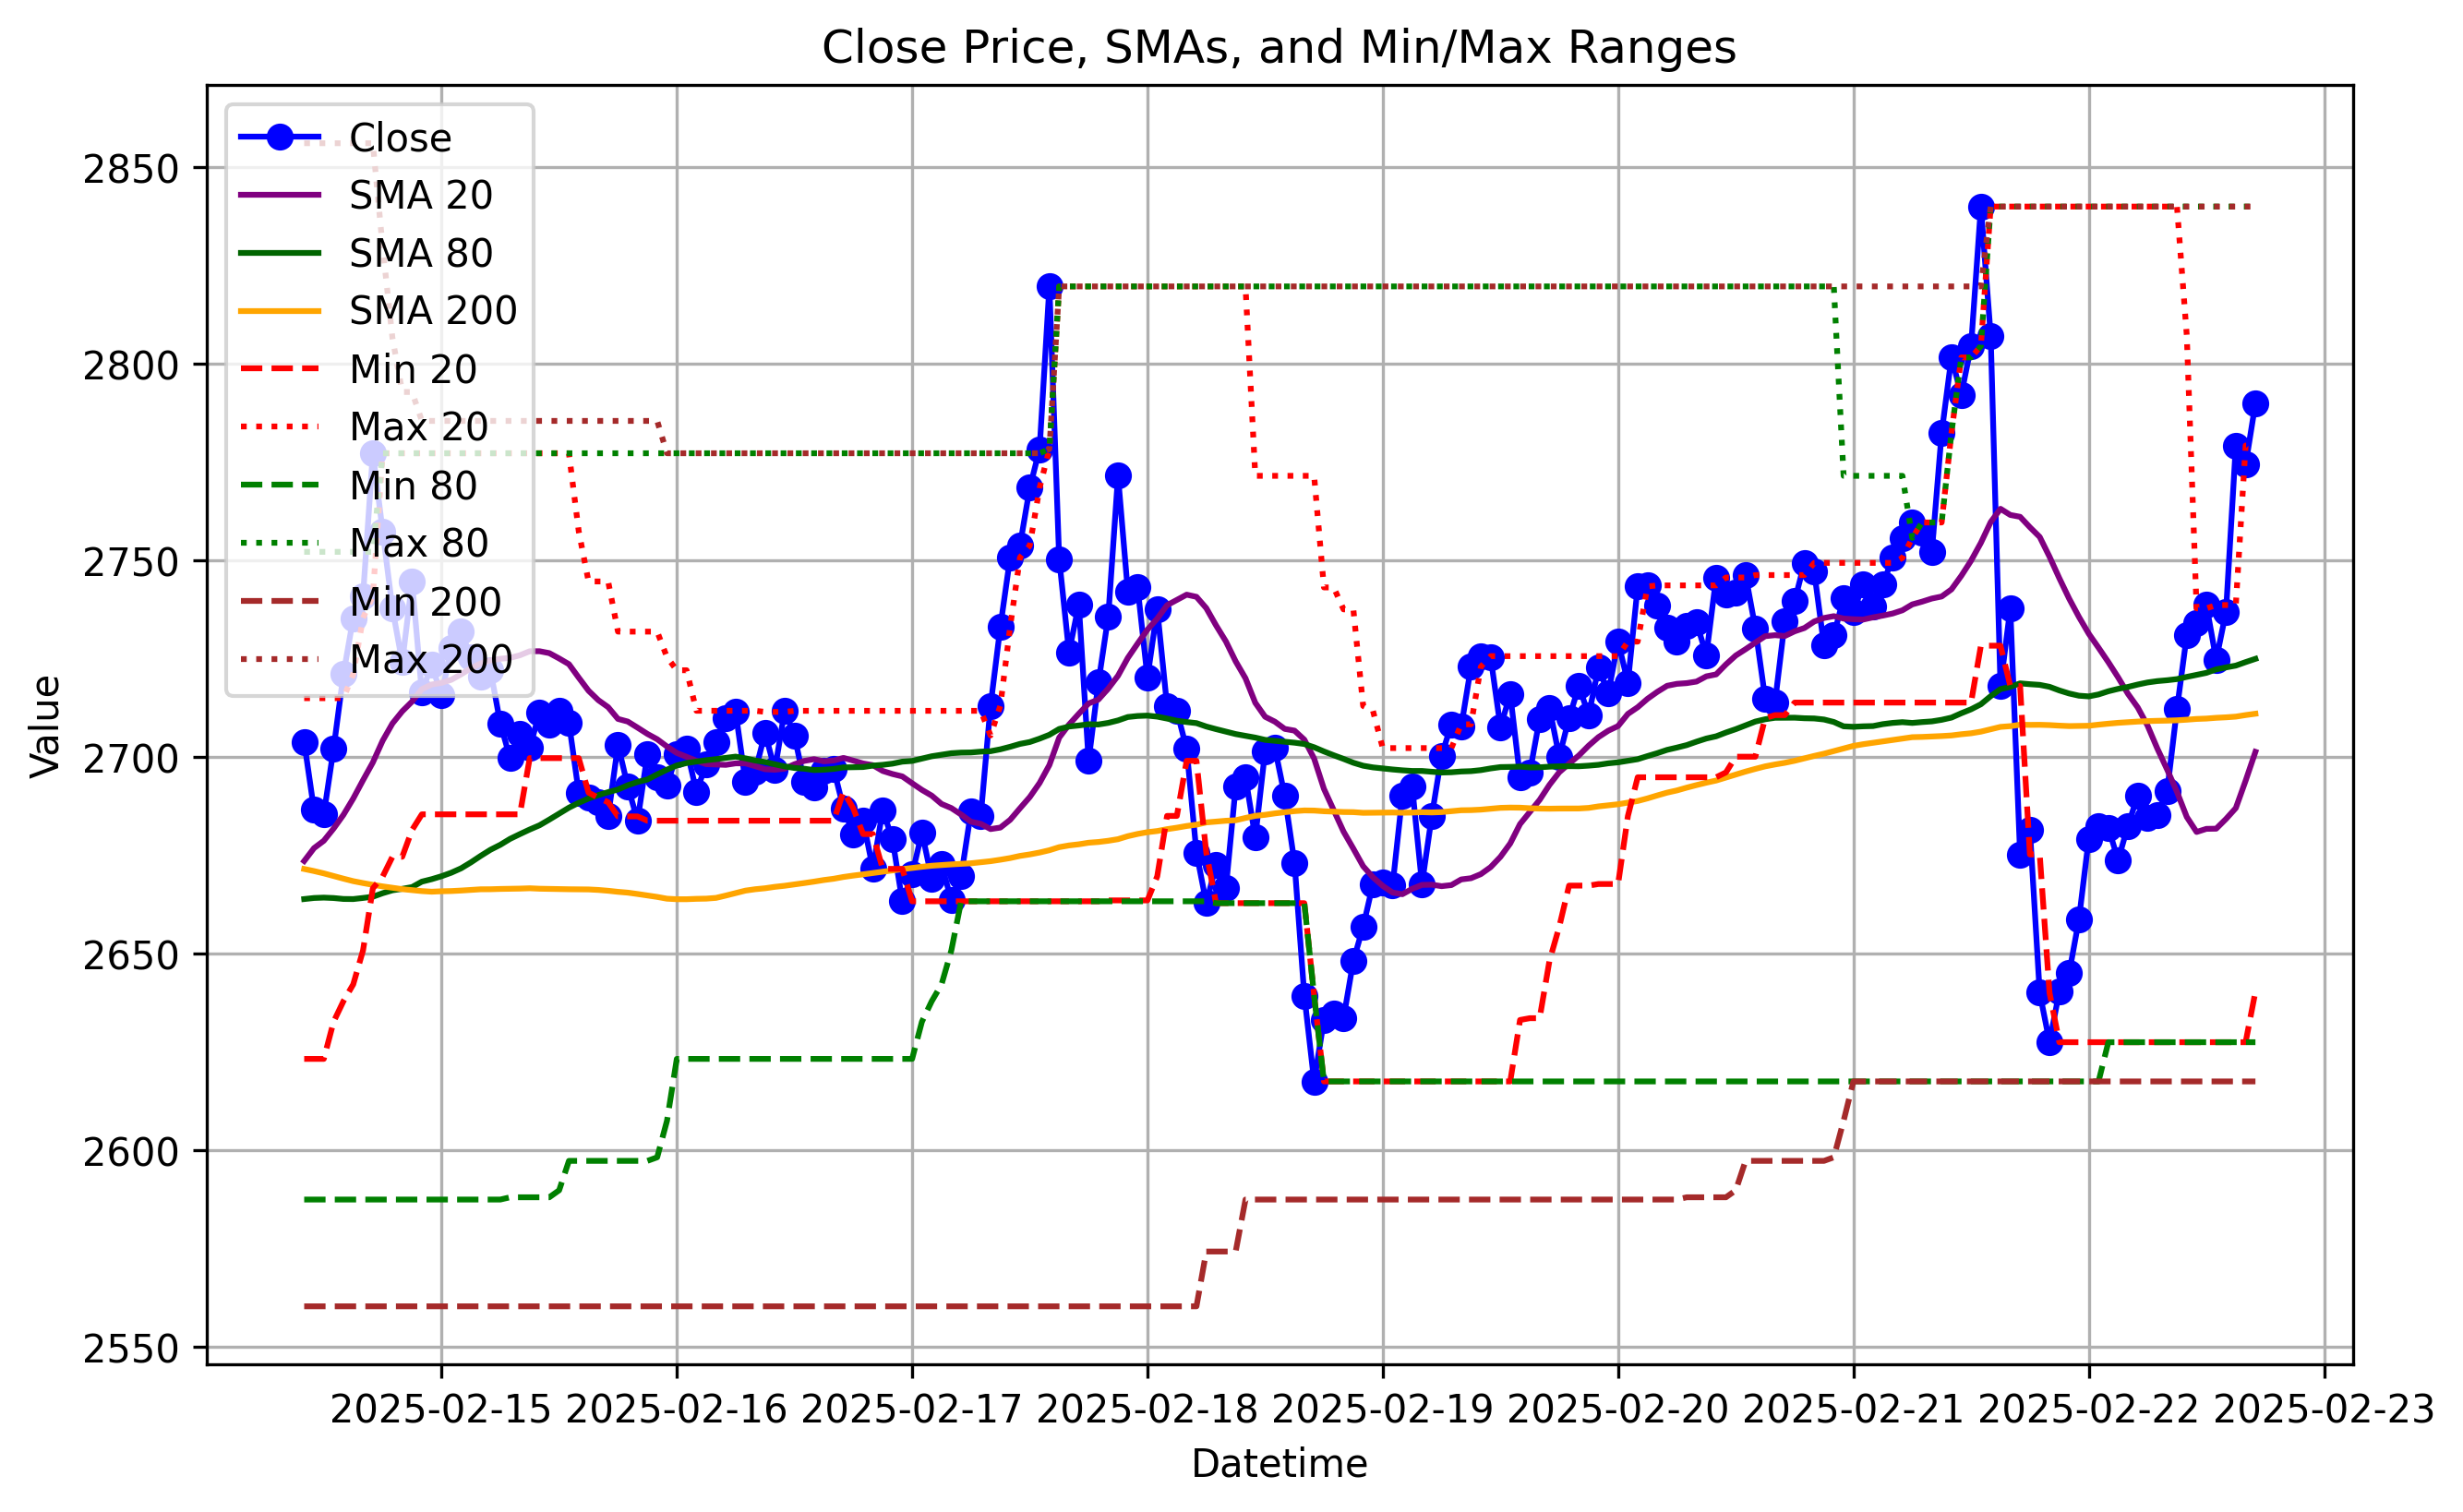 Close Price, SMAs, and Min/Max Ranges
Close
SMA 20
SMA 80
SMA 200
Min 20
Max 20
Min 80
Max 80
Min 200
Max 200
2850
2800
2750
2700
2650
2600
2550
Value
2025-02-15 2025-02-16 2025-02-17 2025-02-18 2025-02-19 2025-02-20 2025-02-21 2025-02-22 2025-02-23
Datetime